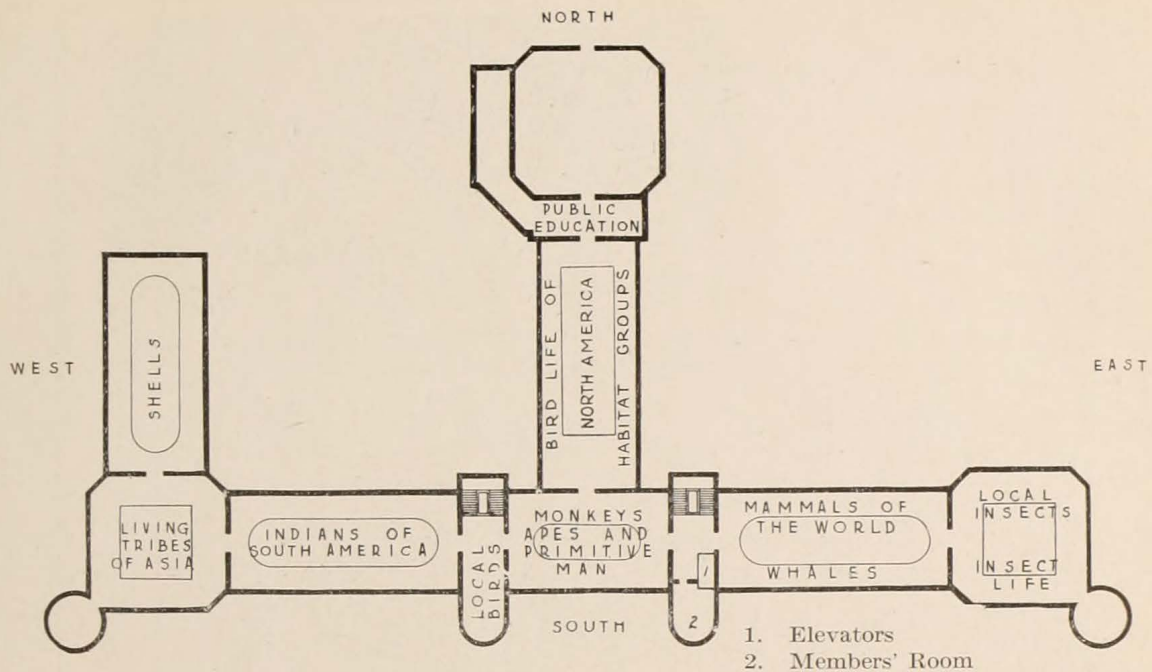 NORTH
PUBLIC
EDUCATION
BIRD LIFE OF
NORTH AMERICA
HABITAT GROUPS
WEST
EAST
SHELLS
LIVING
TRIBES
OF ASIA
INDIANS OF
SOUTH AMERICA
LOCAL
BIRDS
MONKEYS
APES AND
PRIMITIVE
MAN
1
2
MAMMALS OF
THE WORLD
WHALES
LOCAL
INSECTS
INSECT
LIFE
SOUTH
1. Elevators
2. Members' Room